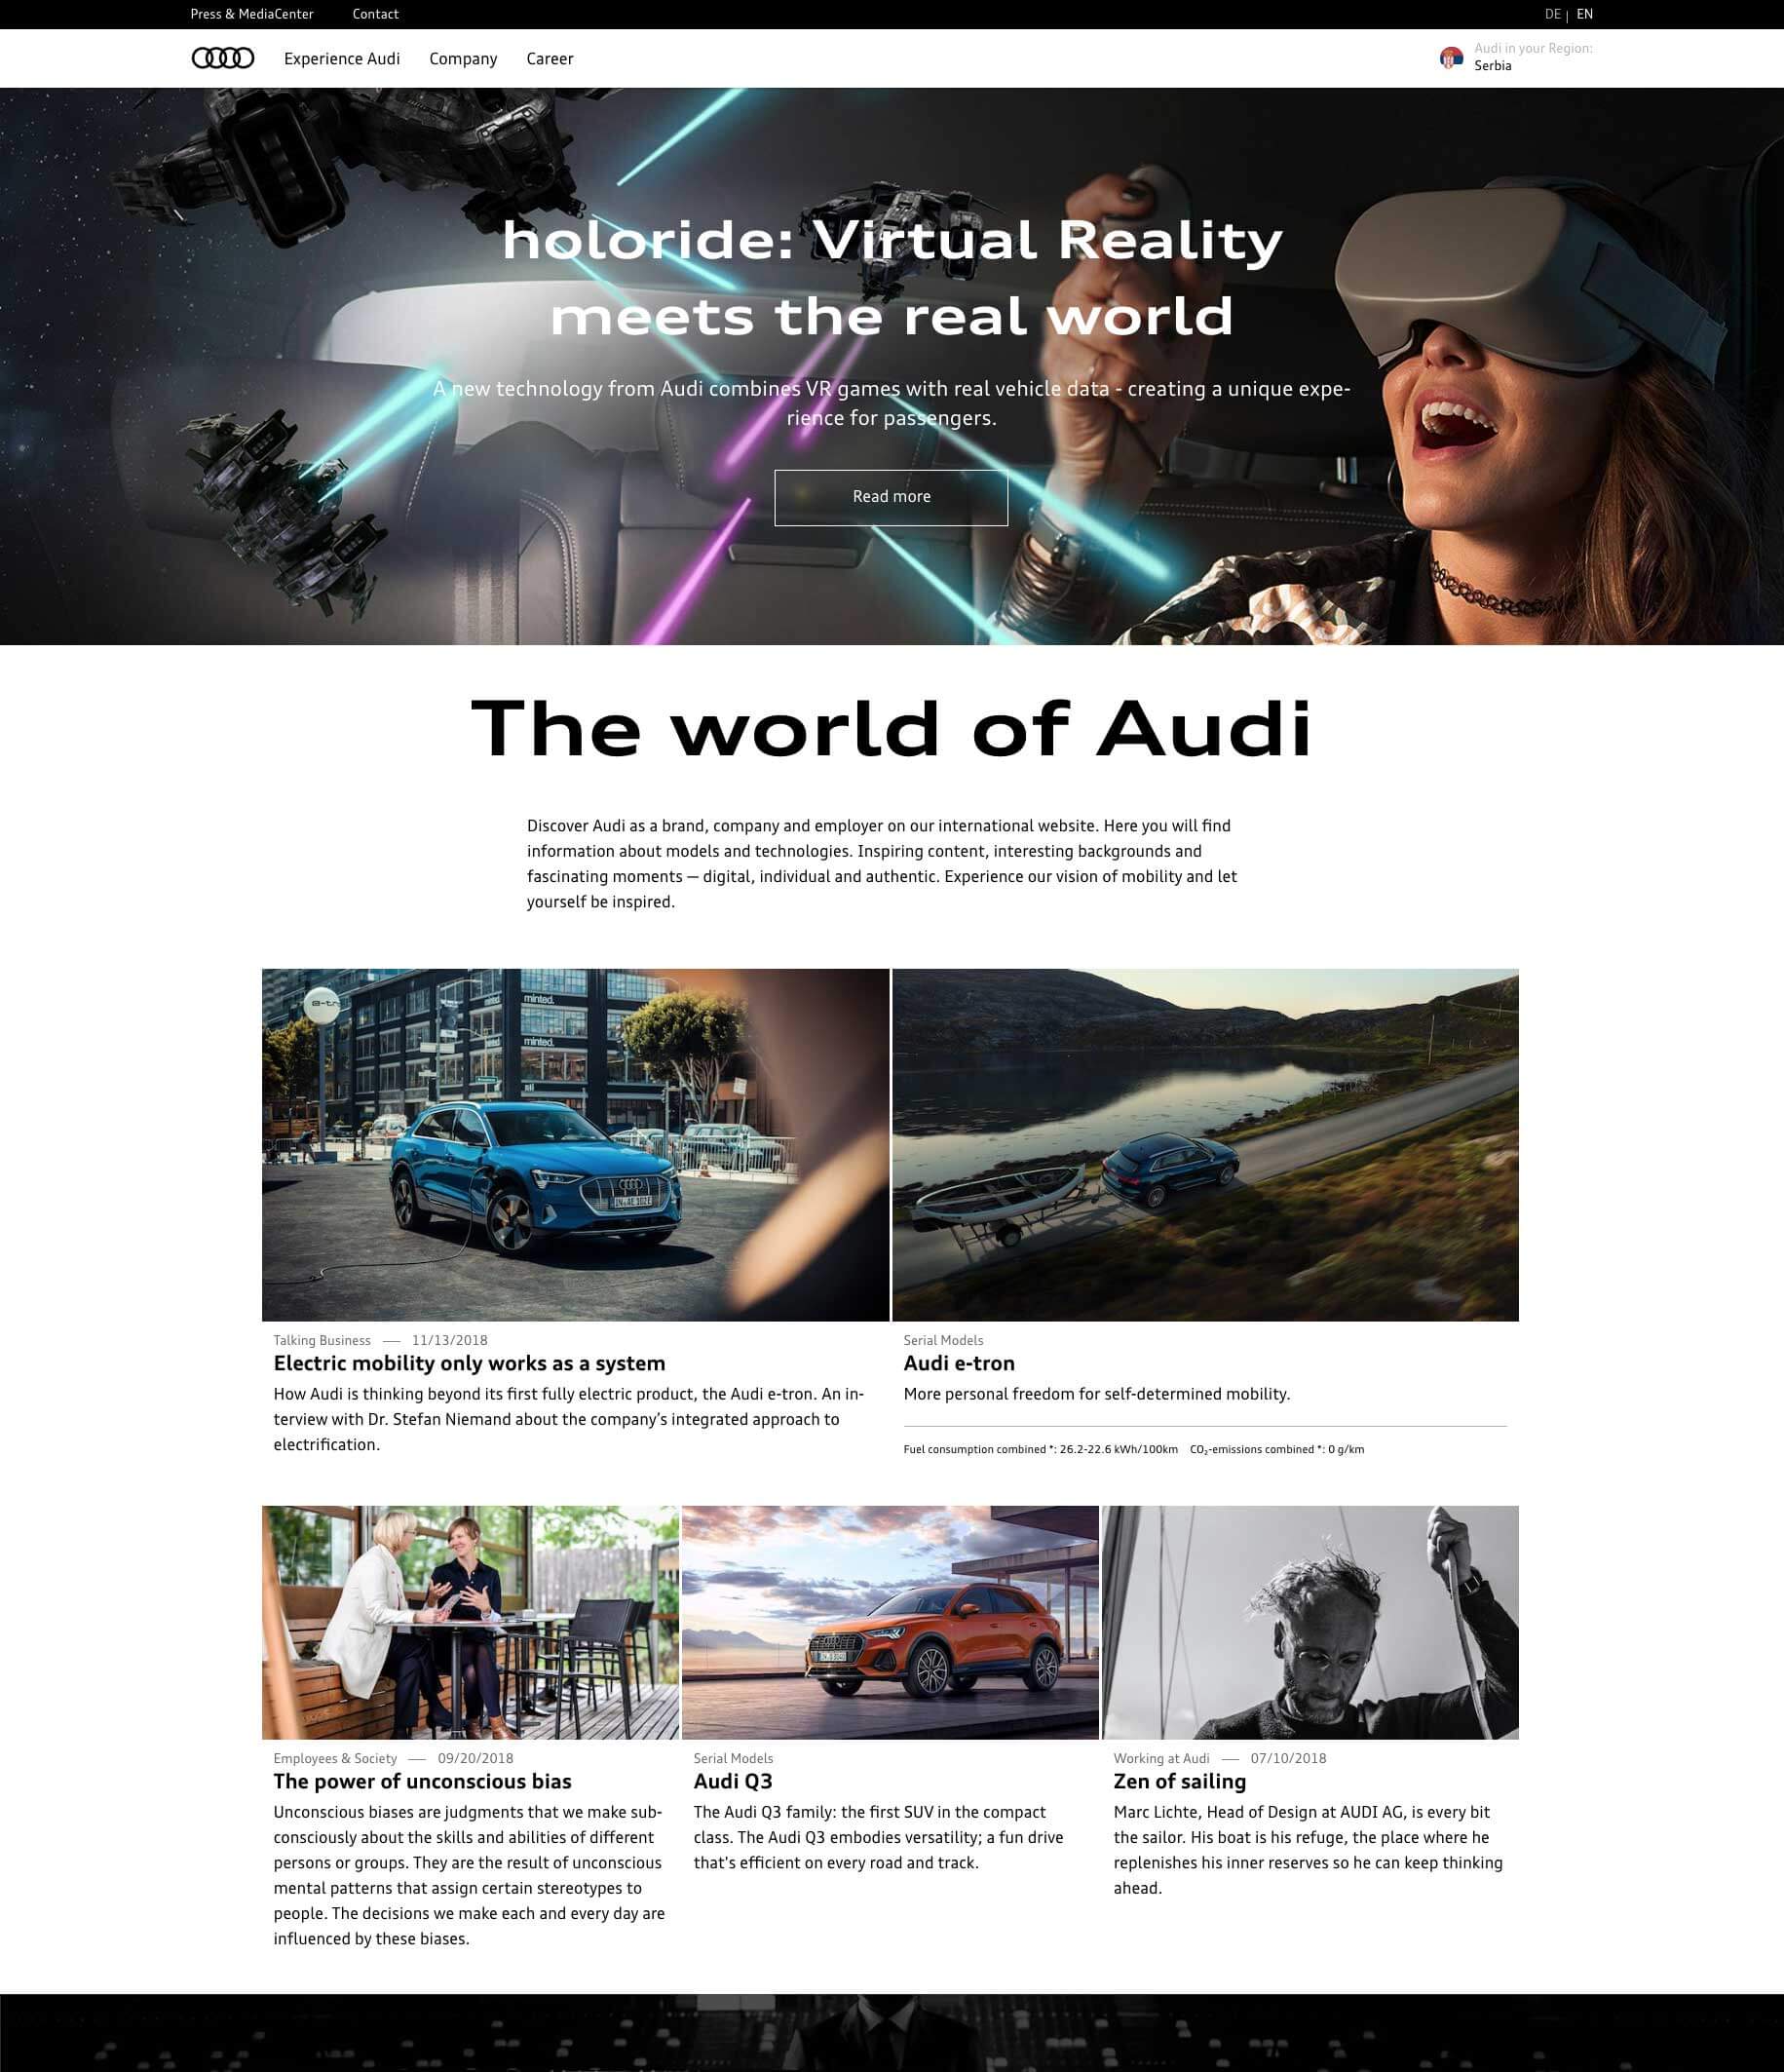 Press & MediaCenter
Contact
DE | EN
Experience Audi
Company
Career
Audi in your Region:
Serbia
holoride: Virtual Reality
meets the real world
A new technology from Audi combines VR games with real vehicle data - creating a unique expe-
rience for passengers.
Read more
The world of Audi
Discover Audi as a brand, company and employer on our international website. Here you will find
information about models and technologies. Inspiring content, interesting backgrounds and
fascinating moments — digital, individual and authentic. Experience our vision of mobility and let
yourself be inspired.
minted.
minted.
minted.
Talking Business — 11/13/2018
Electric mobility only works as a system
How Audi is thinking beyond its first fully electric product, the Audi e-tron. An in-
terview with Dr. Stefan Niemand about the company's integrated approach to
electrification.
Serial Models
Audi e-tron
More personal freedom for self-determined mobility.
Fuel consumption combined *: 26.2-22.6 kWh/100km CO₂-emissions combined *: 0 g/km
Employees & Society — 09/20/2018
The power of unconscious bias
Unconscious biases are judgments that we make sub-
consciously about the skills and abilities of different
persons or groups. They are the result of unconscious
mental patterns that assign certain stereotypes to
people. The decisions we make each and every day are
influenced by these biases.
Serial Models
Audi Q3
The Audi Q3 family: the first SUV in the compact
class. The Audi Q3 embodies versatility; a fun drive
that's efficient on every road and track.
Working at Audi — 07/10/2018
Zen of sailing
Marc Lichte, Head of Design at AUDI AG, is every bit
the sailor. His boat is his refuge, the place where he
replenishes his inner reserves so he can keep thinking
ahead.